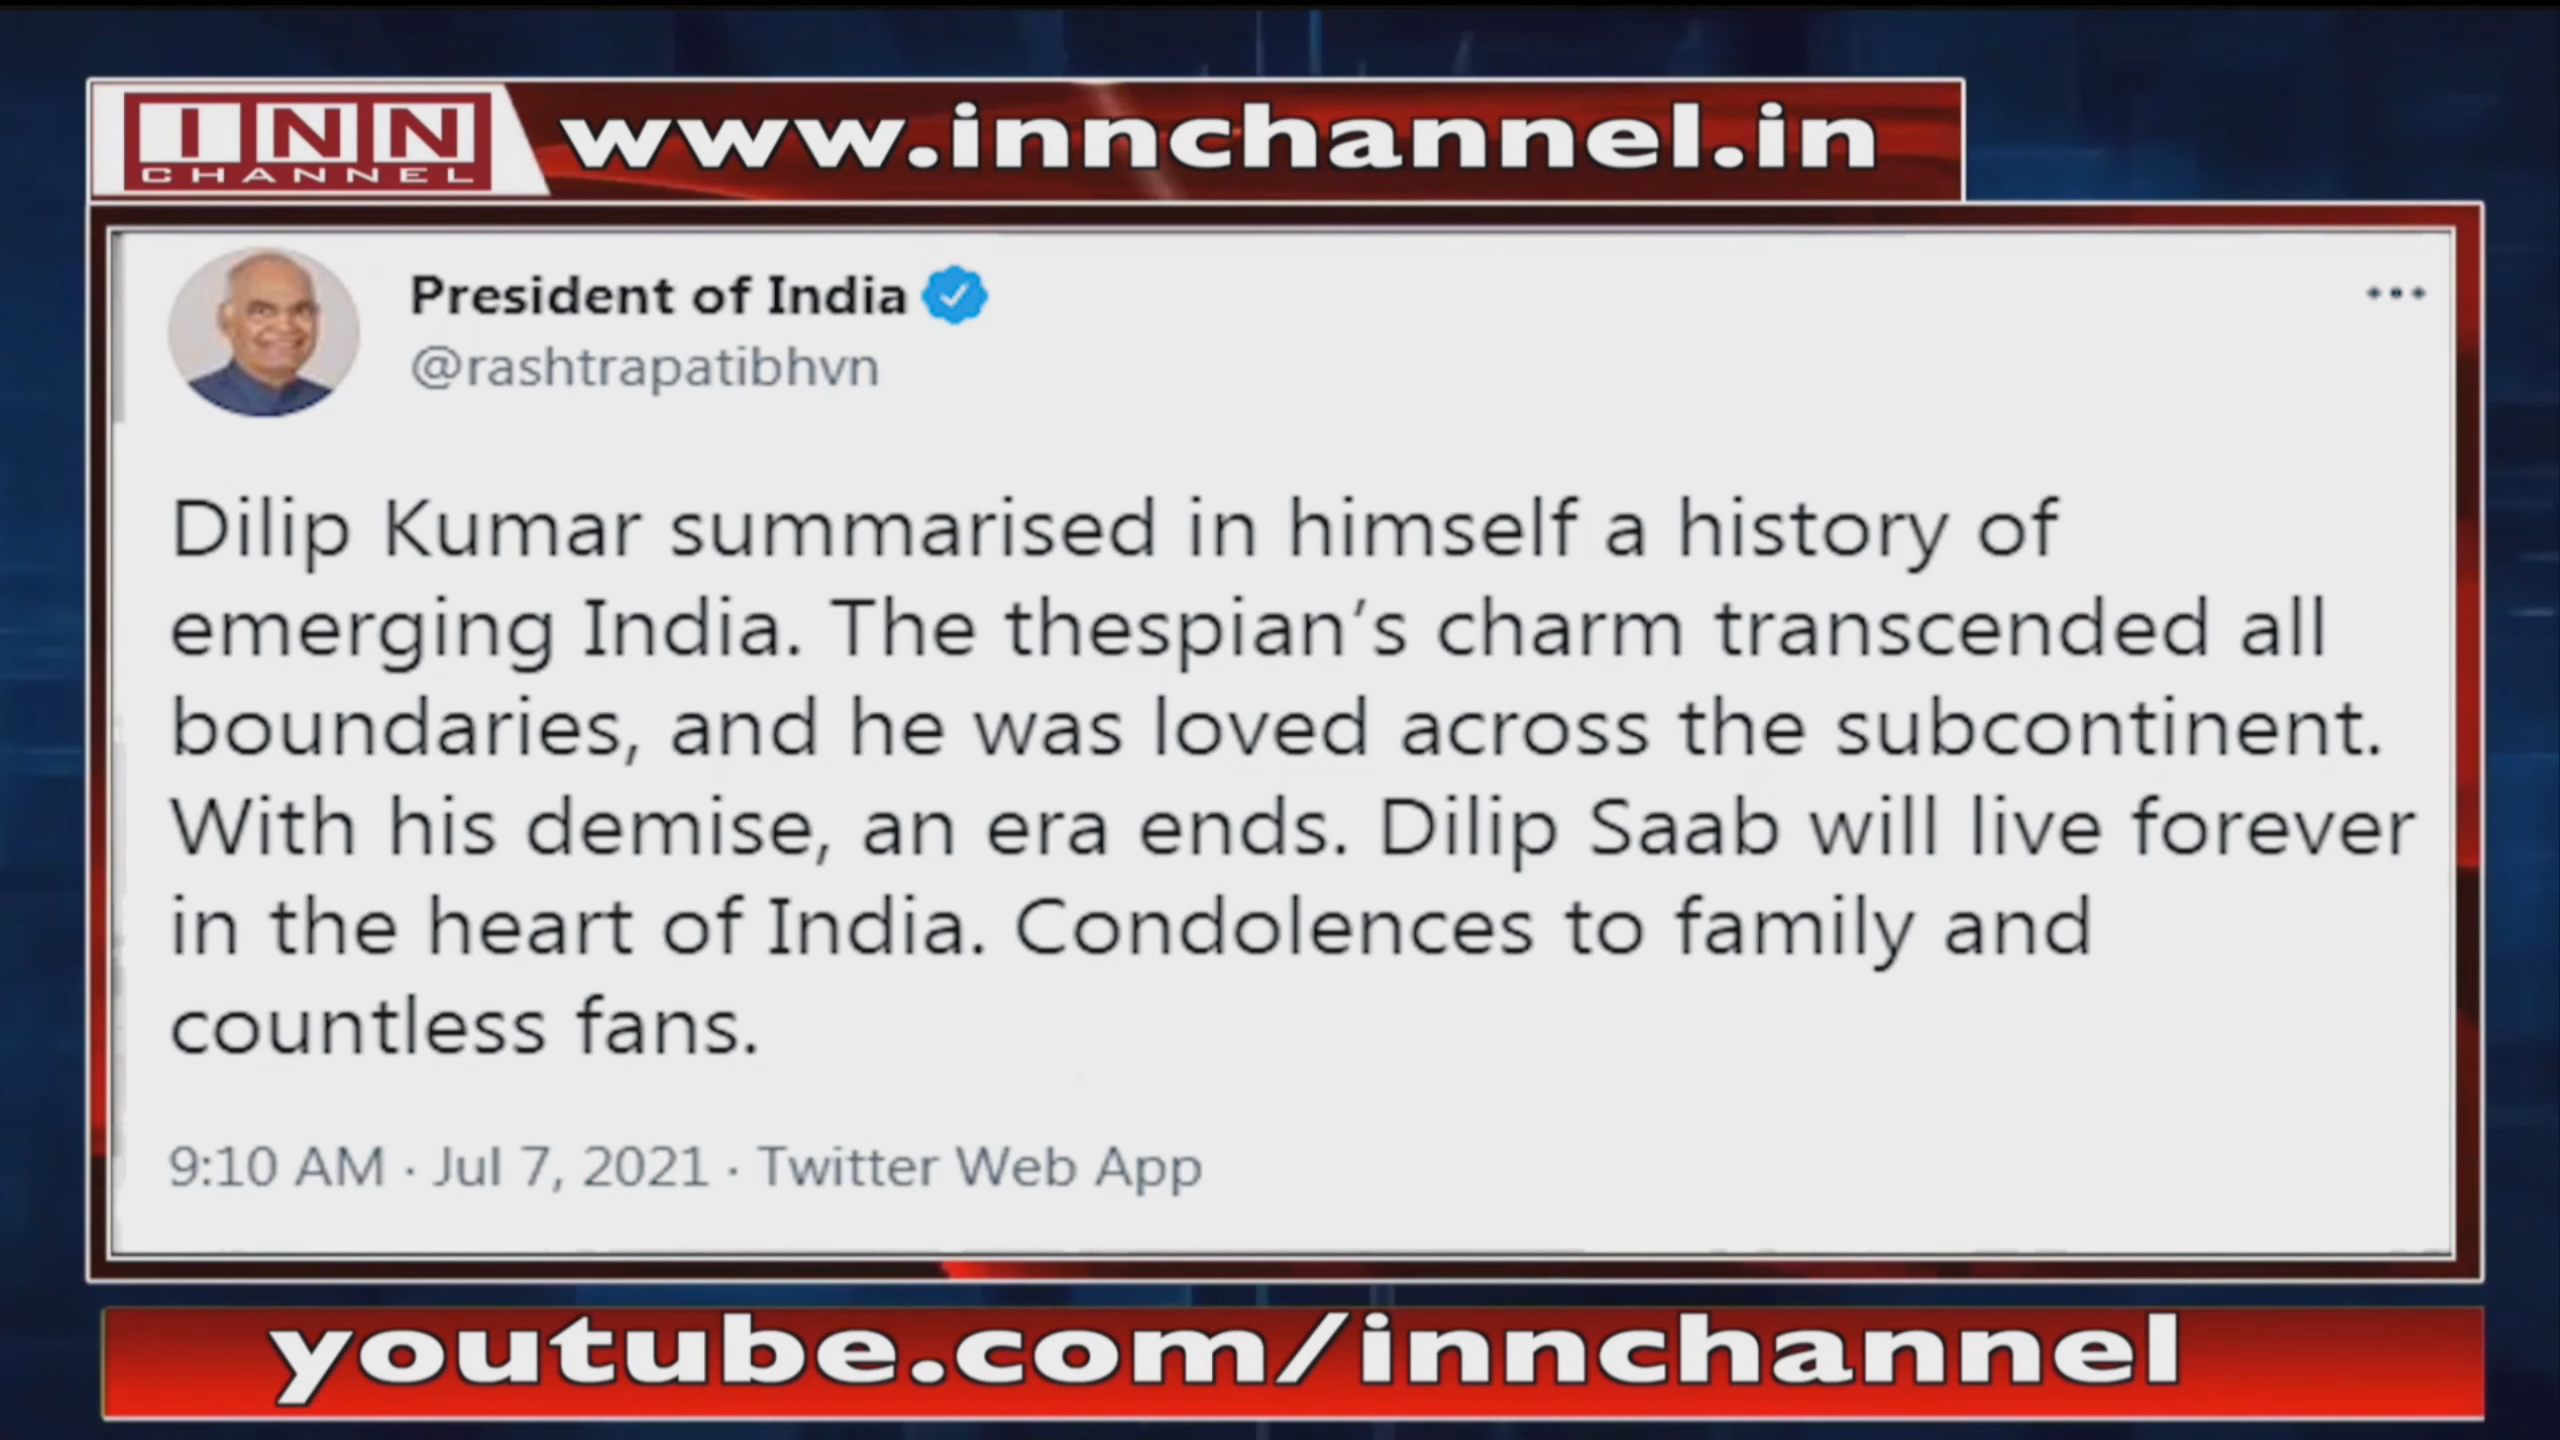 INN
CHANNEL
www.innchannel.in
President of India
@rashtrapatibhvn
Dilip Kumar summarised in himself a history of
emerging India. The thespian’s charm transcended all
boundaries, and he was loved across the subcontinent.
With his demise, an era ends. Dilip Saab will live forever
in the heart of India. Condolences to family and
countless fans.
9:10 AM · Jul 7, 2021 · Twitter Web App
youtube.com/innchannel